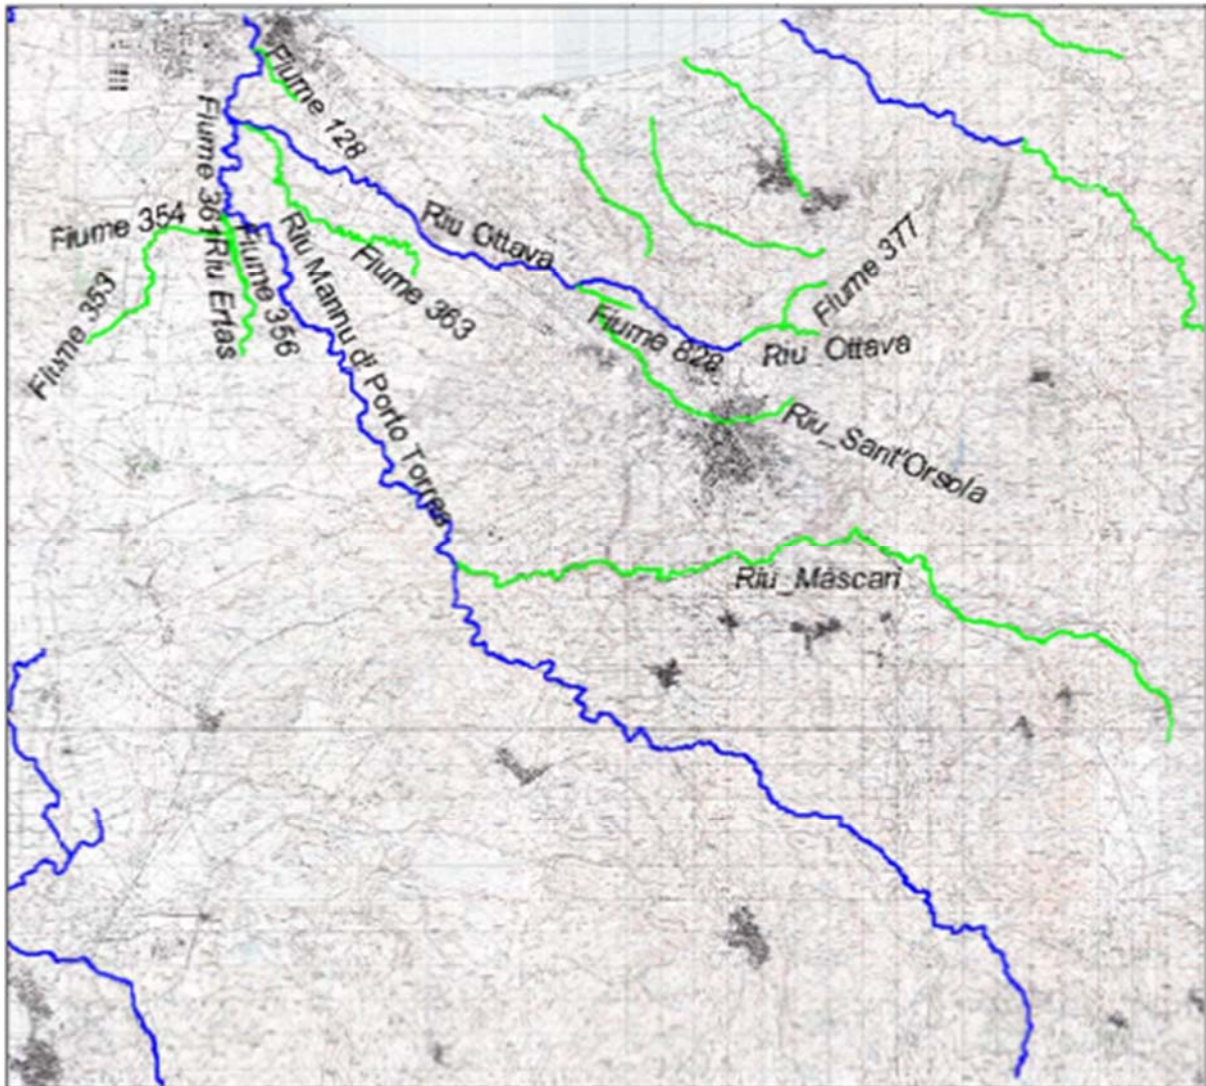 Fiume 128
Fiume 361
Riu Ottava
Fiume 354
Fiume 377
Riu Ertas
Fiume 356
Riu Mannu di Porto Torres
Fiume 363
Fiume 353
Fiume 828
Riu_Ottava
Riu_Sant'Orsola
Riu_Mascari